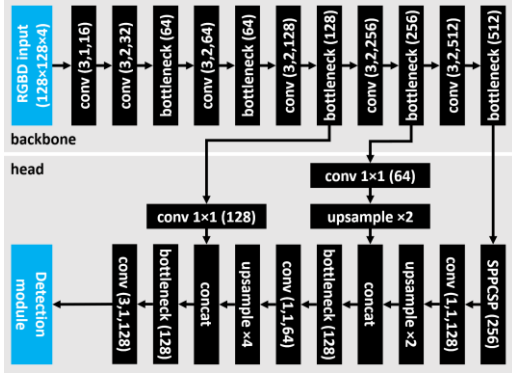 RGBD input
(128×128×4)
conv (3,1,16)
conv (3,2,32)
bottleneck (64)
conv (3,2,64)
bottleneck (64)
conv (3,2,128)
bottleneck (128)
conv (3,2,256)
bottleneck (256)
conv (3,2,512)
bottleneck (512)
backbone
head
conv 1×1 (64)
conv 1×1 (128)
upsample ×2
Detection
module
conv (3,1,128)
bottleneck (128)
concat
upsample ×4
conv (1,1,64)
bottleneck (128)
concat
upsample ×2
conv (1,1,128)
SPPCSP (256)